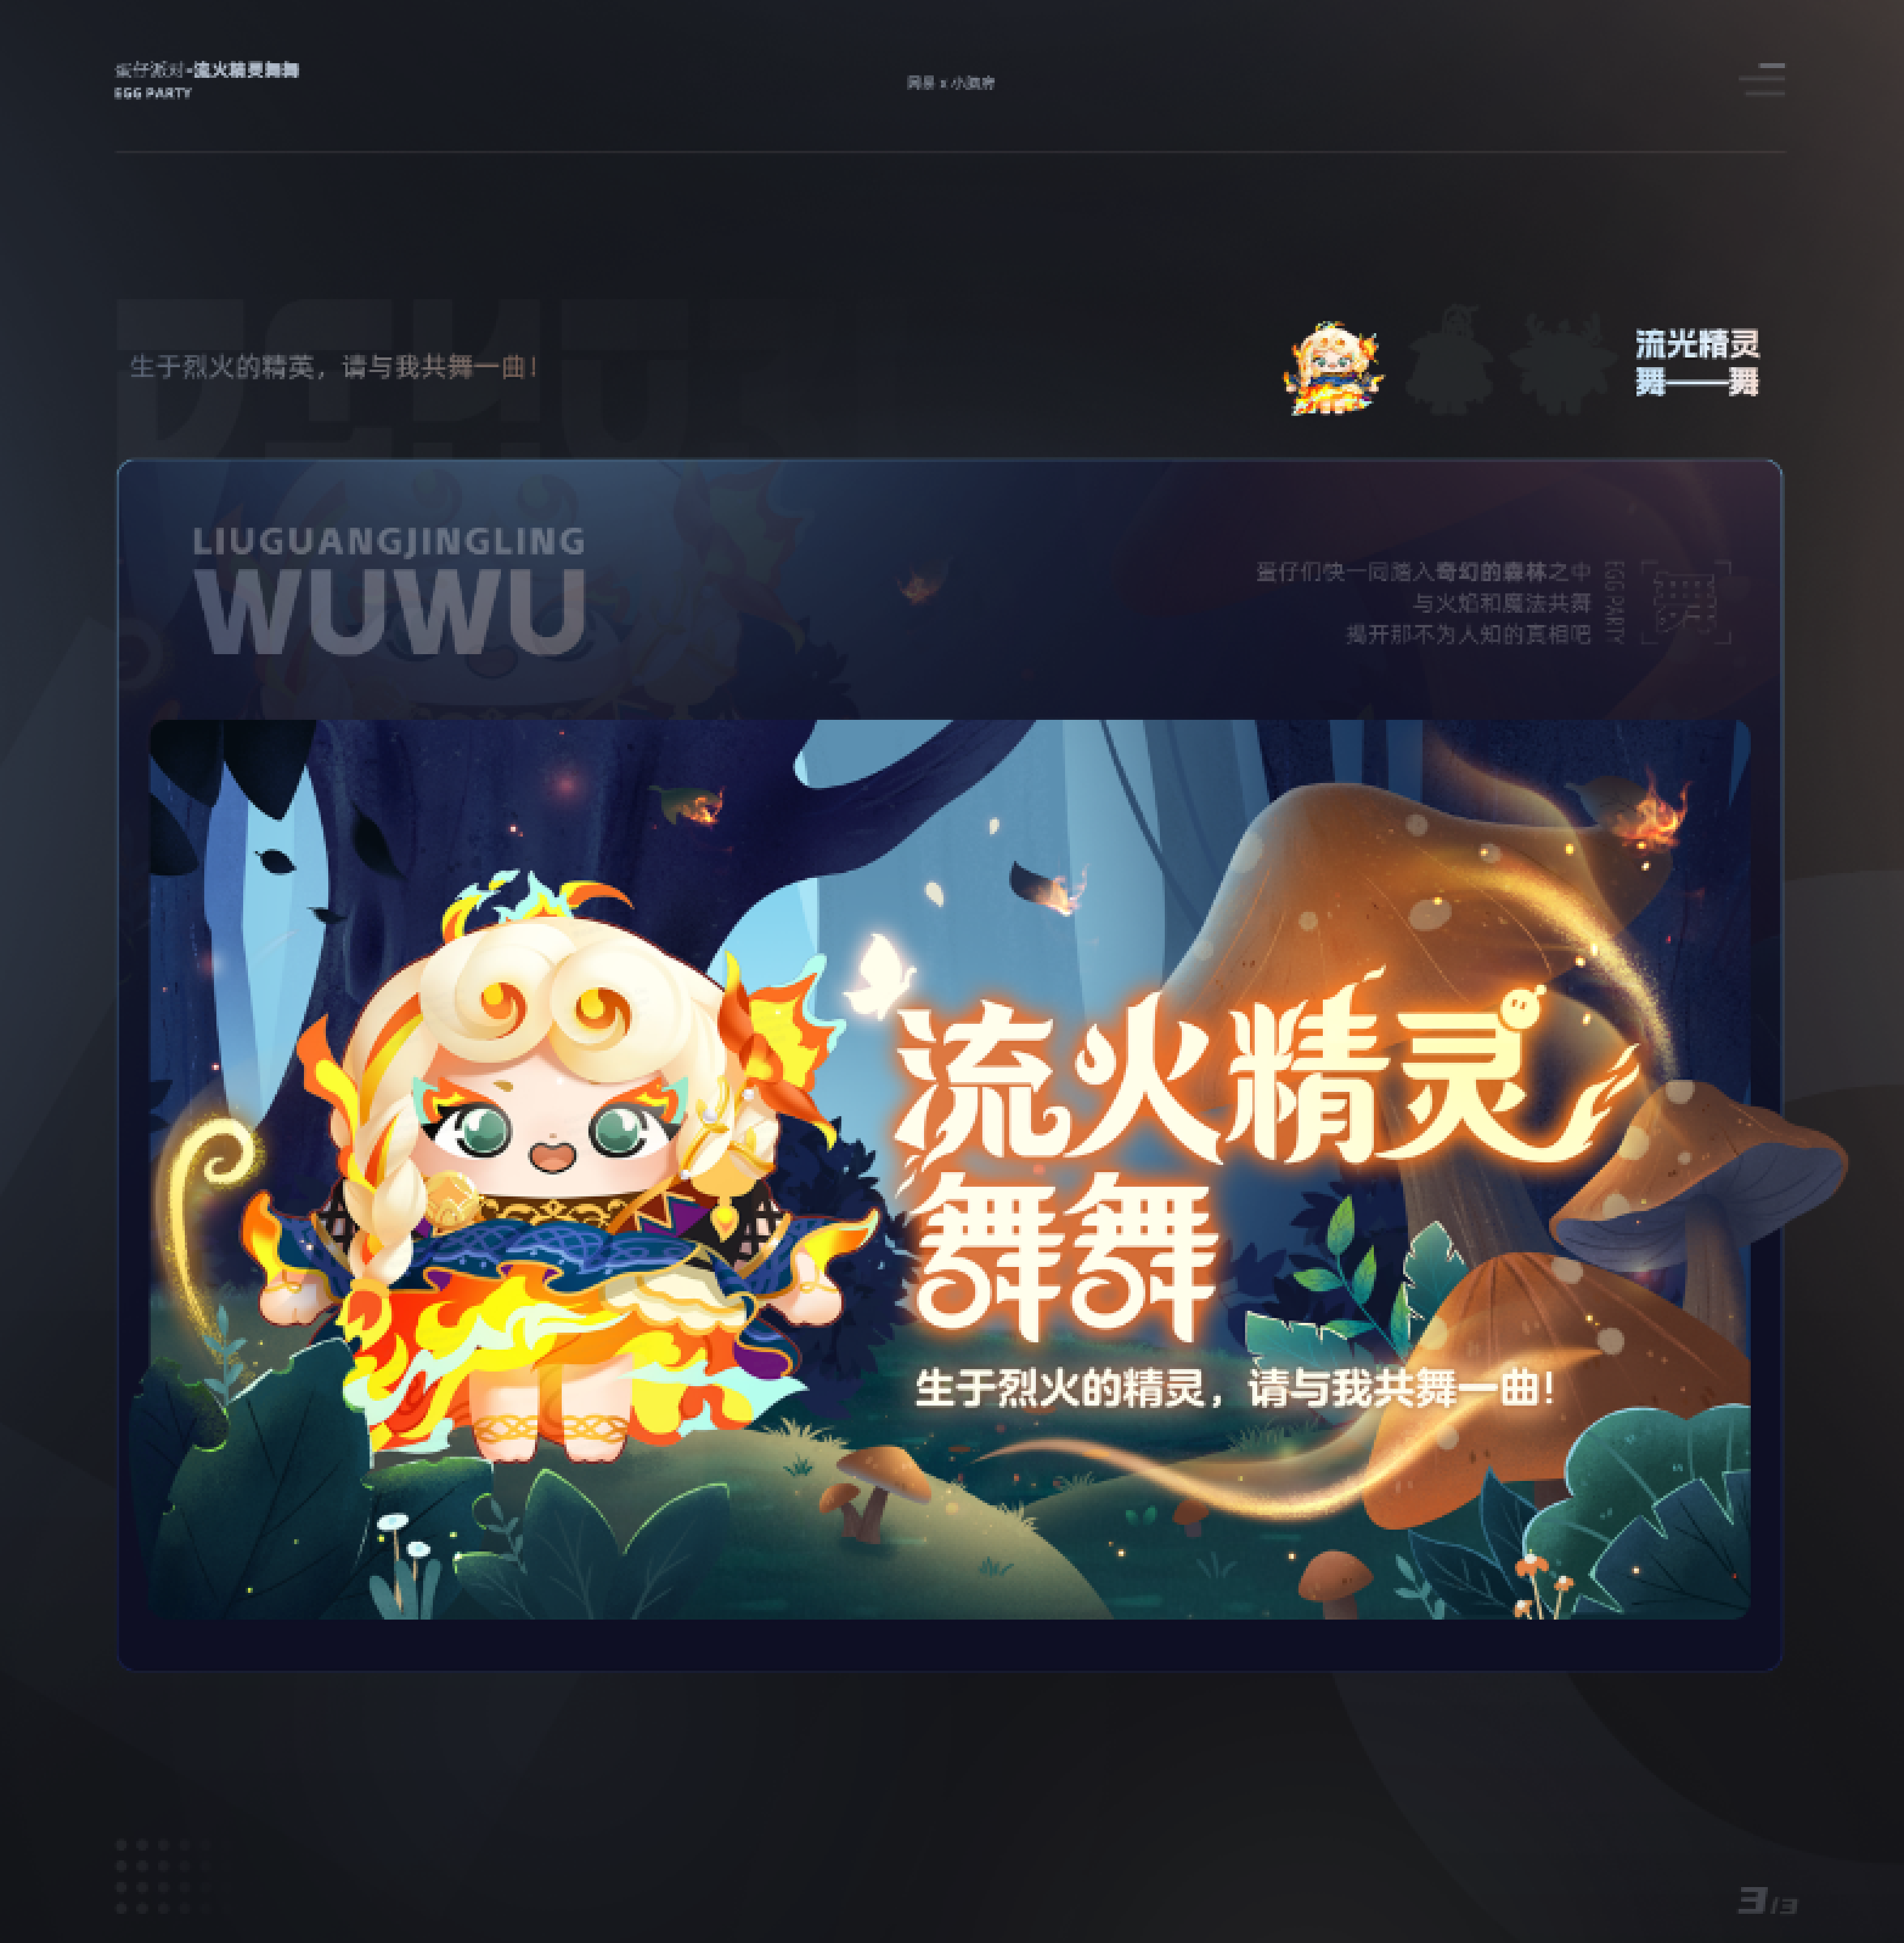 蛋仔派对-流火精灵舞舞
EGG PARTY
网易 x 小脑府
生于烈火的精英，请与我共舞一曲！
流光精灵
舞——舞
LIUGUANGJINGLING
WUWU
蛋仔们快一同踏入奇幻的森林之中
与火焰和魔法共舞
揭开那不为人知的真相吧
EGG PARTY
舞
流火精灵
舞舞
生于烈火的精灵，请与我共舞一曲！
3/3